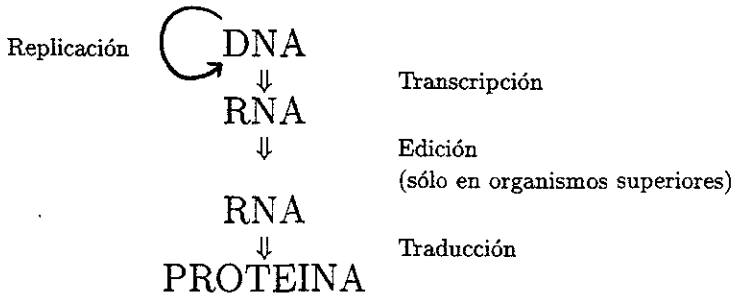 Replicación DNA
⇓ Transcripción
RNA
⇓ Edición
(sólo en organismos superiores)
RNA
⇓ Traducción
PROTEINA